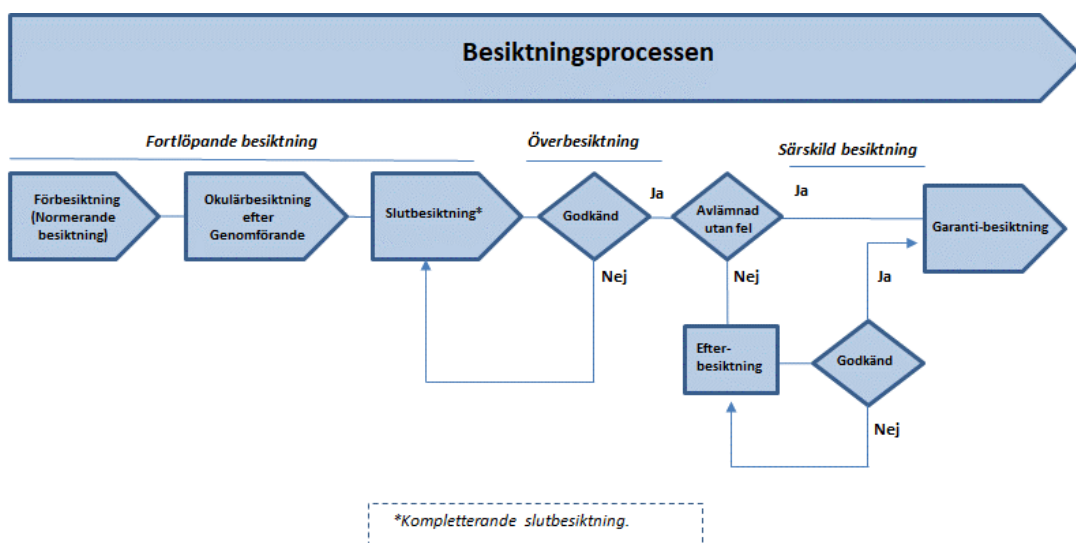 Besiktningsprocessen
Fortlöpande besiktning
Överbesiktning
Särskild besiktning
Förbesiktning
(Normerande
besiktning)
Okulärbesiktning
efter
Genomförande
Slutbesiktning*
Godkänd
Ja
Avlämnad
utan fel
Ja
Garanti-besiktning
Nej
Nej
Ja
Efter-
besiktning
Godkänd
Nej
*Kompletterande slutbesiktning.